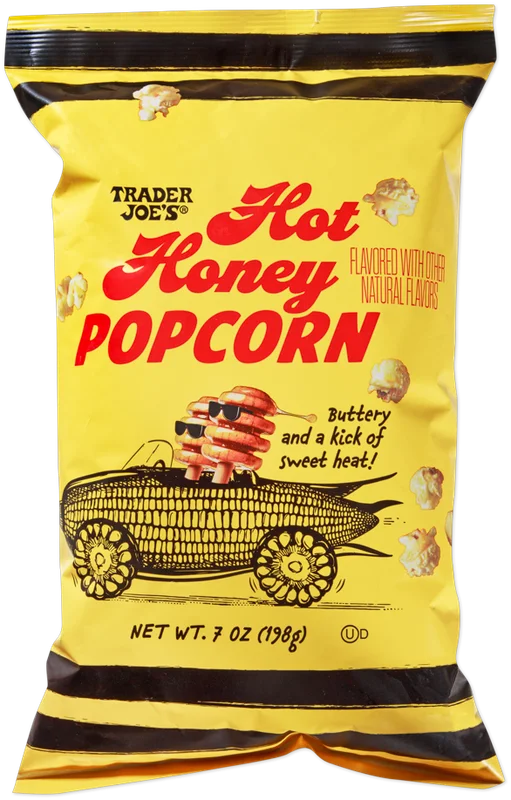 TRADER
JOE'S®
Hot
Honey
POPCORN
FLAVORED WITH OTHER
NATURAL FLAVORS
Buttery
and a kick of
sweet heat!
NET WT. 7 OZ (198g)
UD